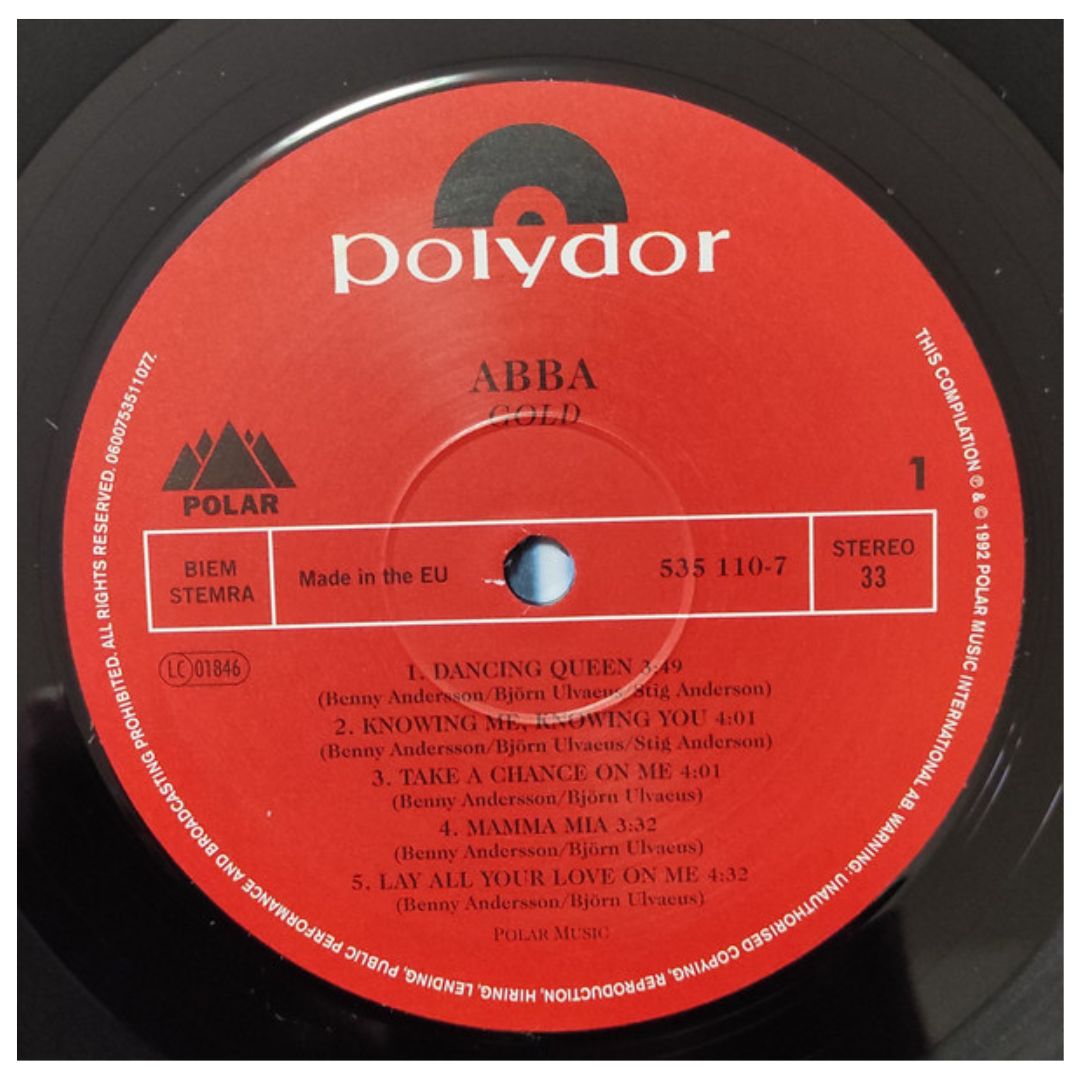 polydor
ABBA
GOLD
POLAR
1
BIEM
STEMRA
Made in the EU
535 110-7
STEREO
33
LC 01846
1. DANCING QUEEN 3:49
(Benny Andersson/Björn Ulvaeus/Stig Anderson)
2. KNOWING ME, KNOWING YOU 4:01
(Benny Andersson/Björn Ulvaeus/Stig Anderson)
3. TAKE A CHANCE ON ME 4:01
(Benny Andersson/Björn Ulvaeus)
4. MAMMA MIA 3:32
(Benny Andersson/Björn Ulvaeus)
5. LAY ALL YOUR LOVE ON ME 4:32
(Benny Andersson/Björn Ulvaeus)
POLAR MUSIC
THIS COMPILATION ℗ & © 1992 POLAR MUSIC INTERNATIONAL AB. WARNING: UNAUTHORISED COPYING, REPRODUCTION, HIRING, LENDING, PUBLIC PERFORMANCE AND BROADCASTING PROHIBITED. ALL RIGHTS RESERVED. 0600753511077.